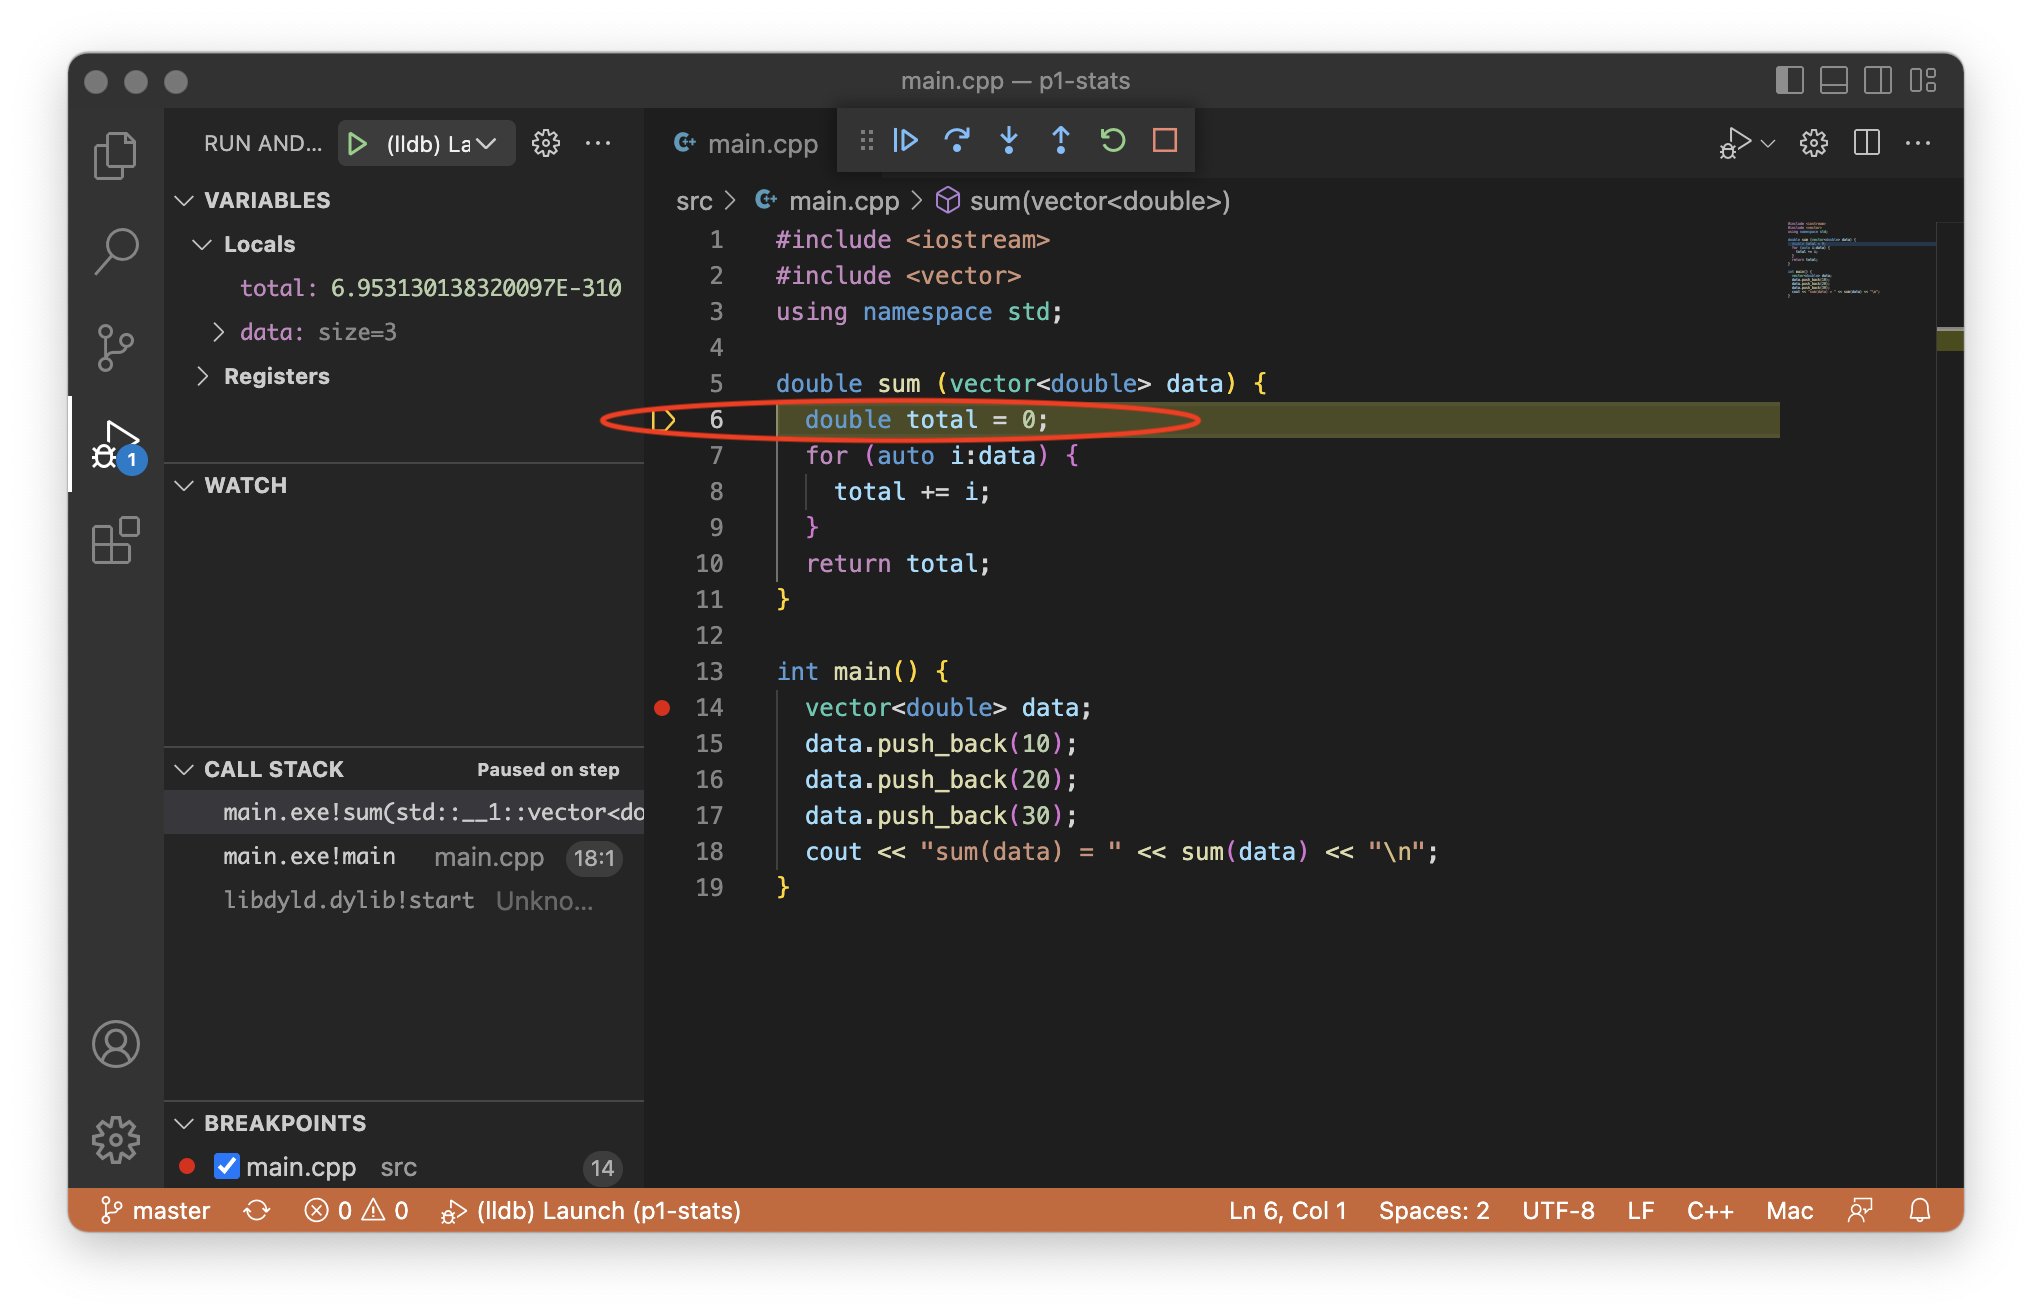 main.cpp — p1-stats
RUN AND...
(lldb) La
main.cpp
VARIABLES
Locals
total: 6.953130138320097E-310
data: size=3
Registers
WATCH
CALL STACK
Paused on step
main.exe!sum(std::__1::vector<do
main.exe!main main.cpp 18:1
libdyld.dylib!start Unkno...
BREAKPOINTS
main.cpp src 14
src > main.cpp > sum(vector<double>)
1 #include <iostream>
2 #include <vector>
3 using namespace std;
4
5 double sum (vector<double> data) {
6 double total = 0;
7 for (auto i:data) {
8 total += i;
9 }
10 return total;
11 }
12
13 int main() {
14 vector<double> data;
15 data.push_back(10);
16 data.push_back(20);
17 data.push_back(30);
18 cout << "sum(data) = " << sum(data) << "\n";
19 }
1
master 0 0 (lldb) Launch (p1-stats) Ln 6, Col 1 Spaces: 2 UTF-8 LF C++ Mac